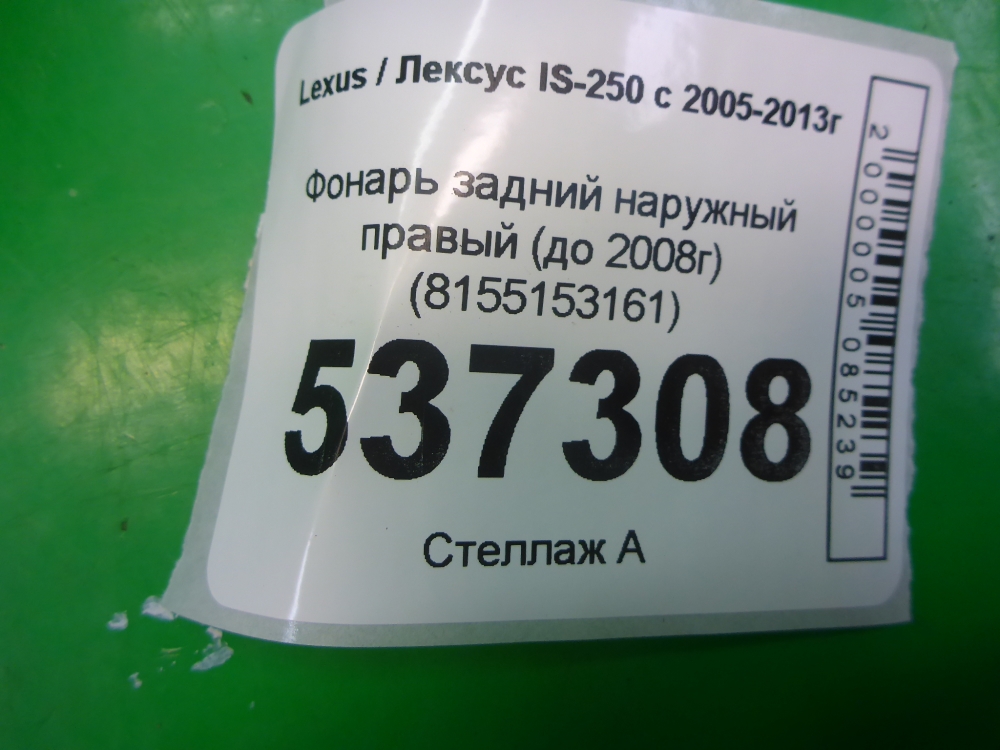 Lexus / Лексус IS-250 с 2005-2013г
Фонарь задний наружный
правый (до 2008г)
(8155153161)
537308
Стеллаж А
2000005085239